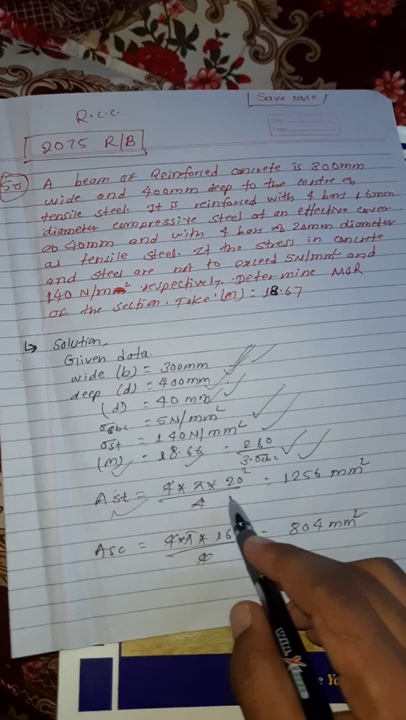 [Save Note]
R.C.C.
2075 R/B
5Q A beam of Reinforced concrete is 300mm
wide and 400mm deep to the centre of
tensile steel. It is reinforced with 4 bars 16mm
diameter compressive steel at an effective cover
of 40mm and with 4 bars of 20mm diameter
as tensile steel. If the stress in concrete
and steel are not to exceed 5N/mm² and
140 N/mm² respectively. Determine MOR
of the section. Take (m) = 18.67
↳ Solution,
Given data.
wide (b) = 300mm
deep (d) = 400mm
(d') = 40 mm
σcbc = 5N/mm²
σst = 140N/mm²
(m) = 18.66 = 280/3·σcbc
Ast = 4 × π × 20²/4 = 1256 mm²
Asc = 4 × π × 16/4 = 804 mm²